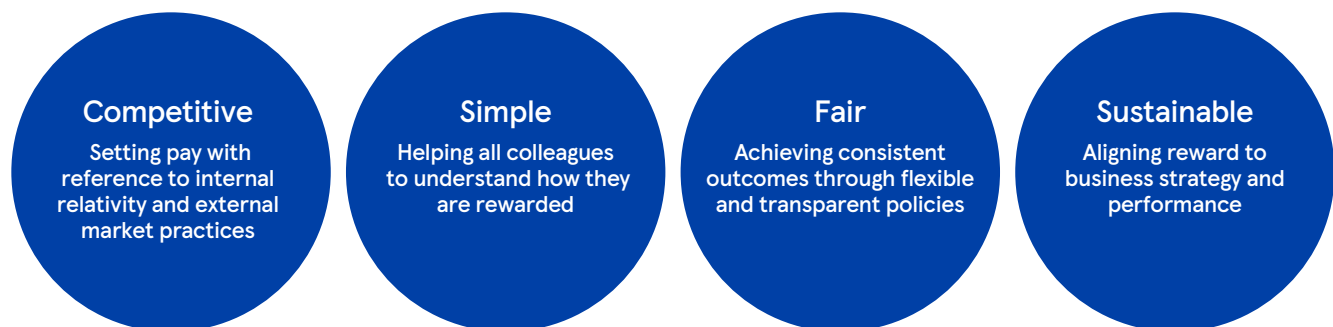 Competitive
Setting pay with
reference to internal
relativity and external
market practices
Simple
Helping all colleagues
to understand how they
are rewarded
Fair
Achieving consistent
outcomes through flexible
and transparent policies
Sustainable
Aligning reward to
business strategy and
performance